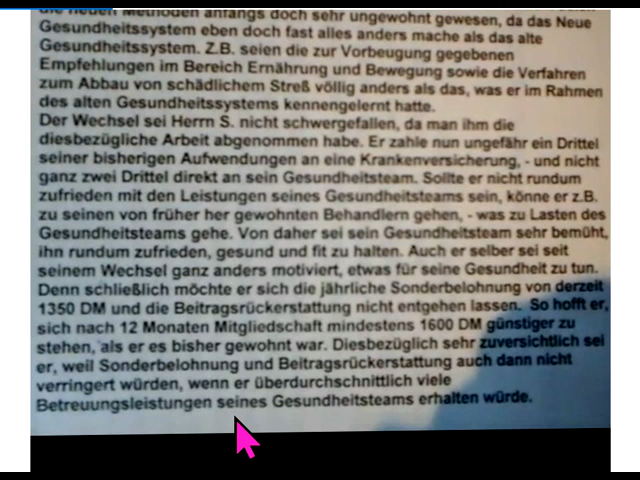 die neuen Methoden anfangs doch sehr ungewohnt gewesen, da das Neue
Gesundheitssystem eben doch fast alles anders mache als das alte
Gesundheitssystem. Z.B. seien die zur Vorbeugung gegebenen
Empfehlungen im Bereich Ernährung und Bewegung sowie die Verfahren
zum Abbau von schädlichem Streß völlig anders als das, was er im Rahmen
des alten Gesundheitssystems kennengelernt hatte.
Der Wechsel sei Herrn S. nicht schwergefallen, da man ihm die
diesbezügliche Arbeit abgenommen habe. Er zahle nun ungefähr ein Drittel
seiner bisherigen Aufwendungen an eine Krankenversicherung, - und nicht
ganz zwei Drittel direkt an sein Gesundheitsteam. Sollte er nicht rundum
zufrieden mit den Leistungen seines Gesundheitsteams sein, könne er z.B.
zu seinen von früher her gewohnten Behandlern gehen, - was zu Lasten des
Gesundheitsteams gehe. Von daher sei sein Gesundheitsteam sehr bemüht,
ihn rundum zufrieden, gesund und fit zu halten. Auch er selber sei seit
seinem Wechsel ganz anders motiviert, etwas für seine Gesundheit zu tun.
Denn schließlich möchte er sich die jährliche Sonderbelohnung von derzeit
1350 DM und die Beitragsrückerstattung nicht entgehen lassen. So hofft er,
sich nach 12 Monaten Mitgliedschaft mindestens 1600 DM günstiger zu
stehen, als er es bisher gewohnt war. Diesbezüglich sehr zuversichtlich sei
er, weil Sonderbelohnung und Beitragsrückerstattung auch dann nicht
verringert würden, wenn er überdurchschnittlich viele
Betreuungsleistungen seines Gesundheitsteams erhalten würde.